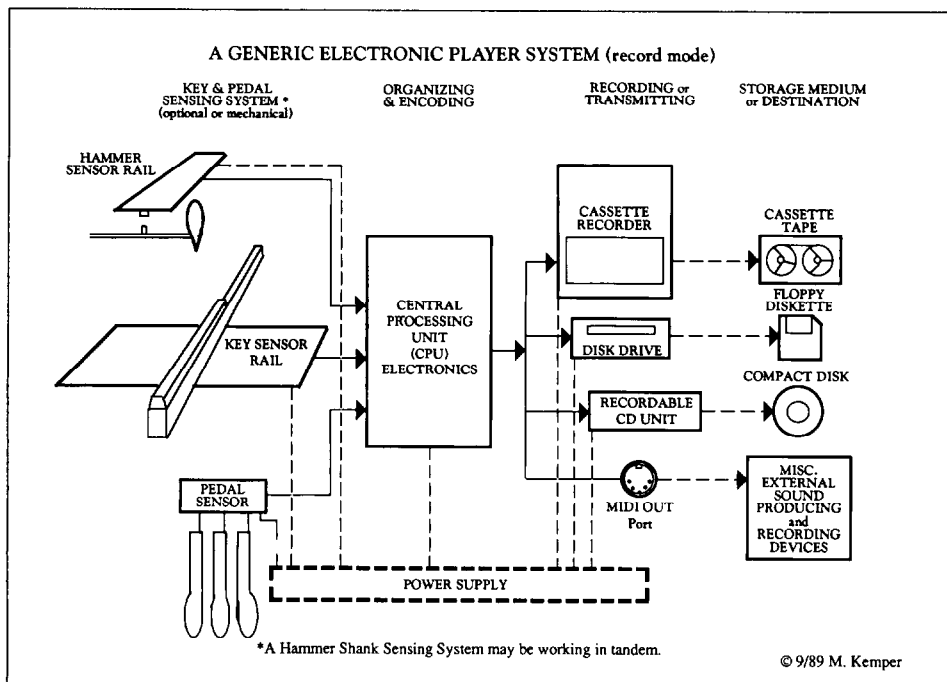 A GENERIC ELECTRONIC PLAYER SYSTEM (record mode)
KEY & PEDAL
SENSING SYSTEM *
(optional or mechanical)
ORGANIZING
& ENCODING
RECORDING or
TRANSMITTING
STORAGE MEDIUM
or DESTINATION
HAMMER
SENSOR RAIL
CASSETTE
RECORDER
CASSETTE
TAPE
CENTRAL
PROCESSING
UNIT
(CPU)
ELECTRONICS
KEY SENSOR
RAIL
DISK DRIVE
FLOPPY
DISKETTE
RECORDABLE
CD UNIT
COMPACT DISK
PEDAL
SENSOR
MIDI OUT
Port
MISC.
EXTERNAL
SOUND
PRODUCING
and
RECORDING
DEVICES
POWER SUPPLY
*A Hammer Shank Sensing System may be working in tandem.
© 9/89 M. Kemper